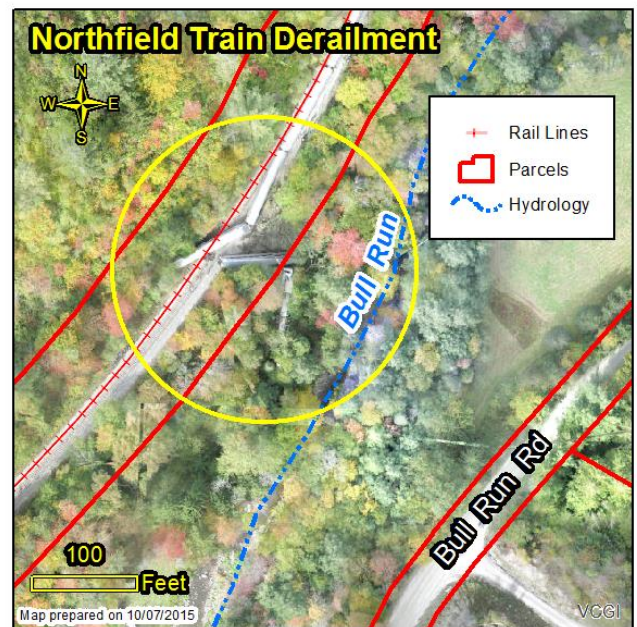 Northfield Train Derailment
N
W E
S
Rail Lines
Parcels
Hydrology
Bull Run
Bull Run Rd
100
Feet
Map prepared on 10/07/2015
VCGI